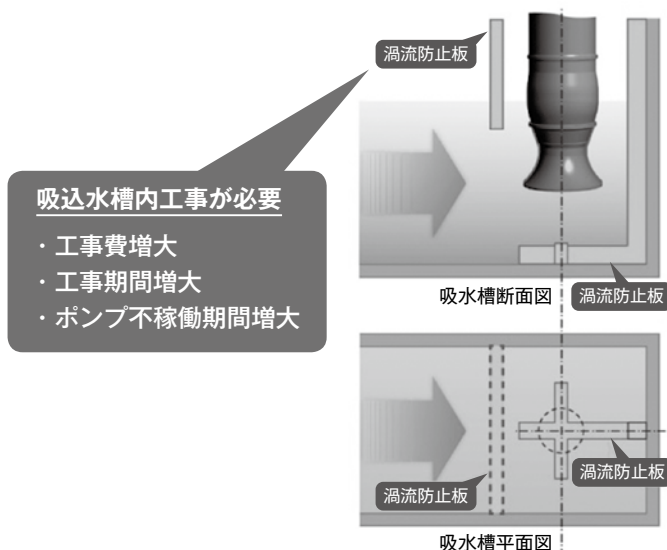 渦流防止板
吸込水槽内工事が必要
・工事費増大
・工事期間増大
・ポンプ不稼働期間増大
吸水槽断面図
渦流防止板
渦流防止板
渦流防止板
吸水槽平面図